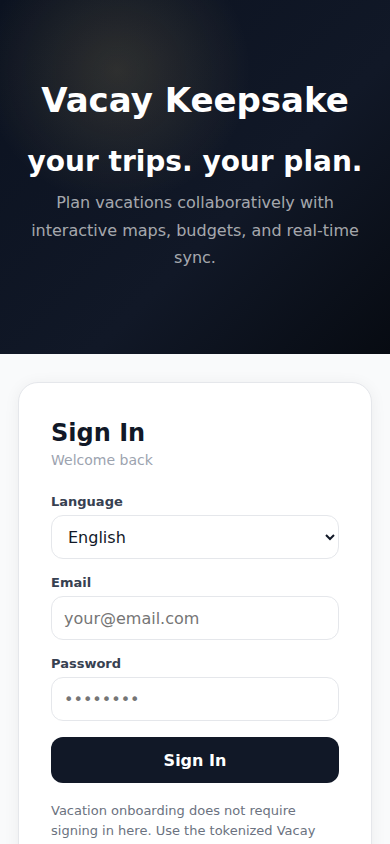 Vacay Keepsake
your trips. your plan.
Plan vacations collaboratively with
interactive maps, budgets, and real-time
sync.
Sign In
Welcome back
Language
English
Email
your@email.com
Password
••••••••
Sign In
Vacation onboarding does not require
signing in here. Use the tokenized Vacay